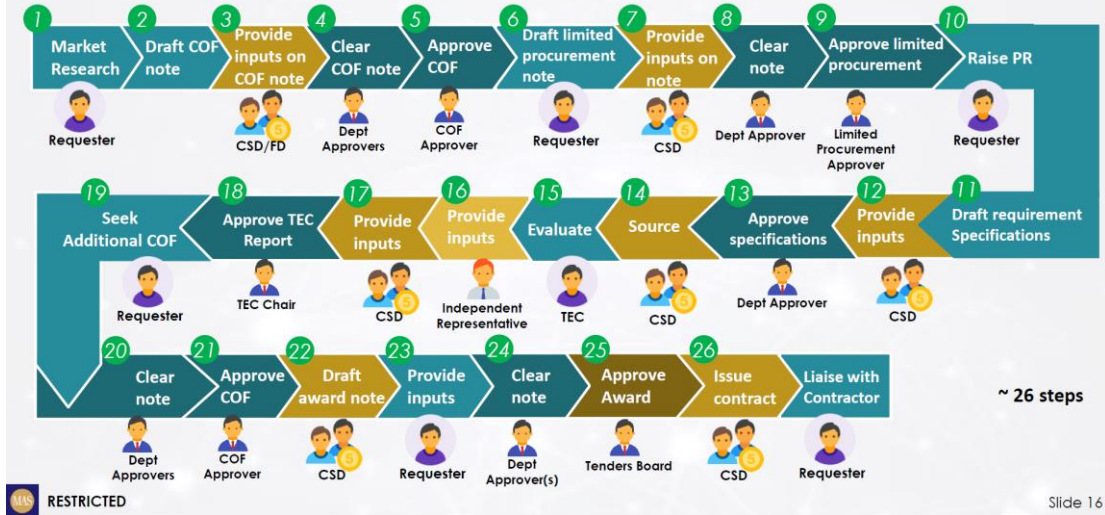 1 2 3 4 5 6 7 8 9 10
Market Research
Draft COF note
Provide inputs on COF note
Clear COF note
Approve COF
Draft limited procurement note
Provide inputs on note
Clear note
Approve limited procurement
Raise PR
Requester
CSD/FD
Dept Approvers
COF Approver
Requester
CSD
Dept Approver
Limited Procurement Approver
Requester
19 18 17 16 15 14 13 12 11
Seek Additional COF
Approve TEC Report
Provide inputs
Provide inputs
Evaluate
Source
Approve specifications
Provide inputs
Draft requirement Specifications
Requester
TEC Chair
CSD
Independent Representative
TEC
CSD
Dept Approver
CSD
20 21 22 23 24 25 26
Clear note
Approve COF
Draft award note
Provide inputs
Clear note
Approve Award
Issue contract
Liaise with Contractor
~ 26 steps
Dept Approvers
COF Approver
CSD
Requester
Dept Approver(s)
Tenders Board
CSD
Requester
MAS
RESTRICTED
Slide 16